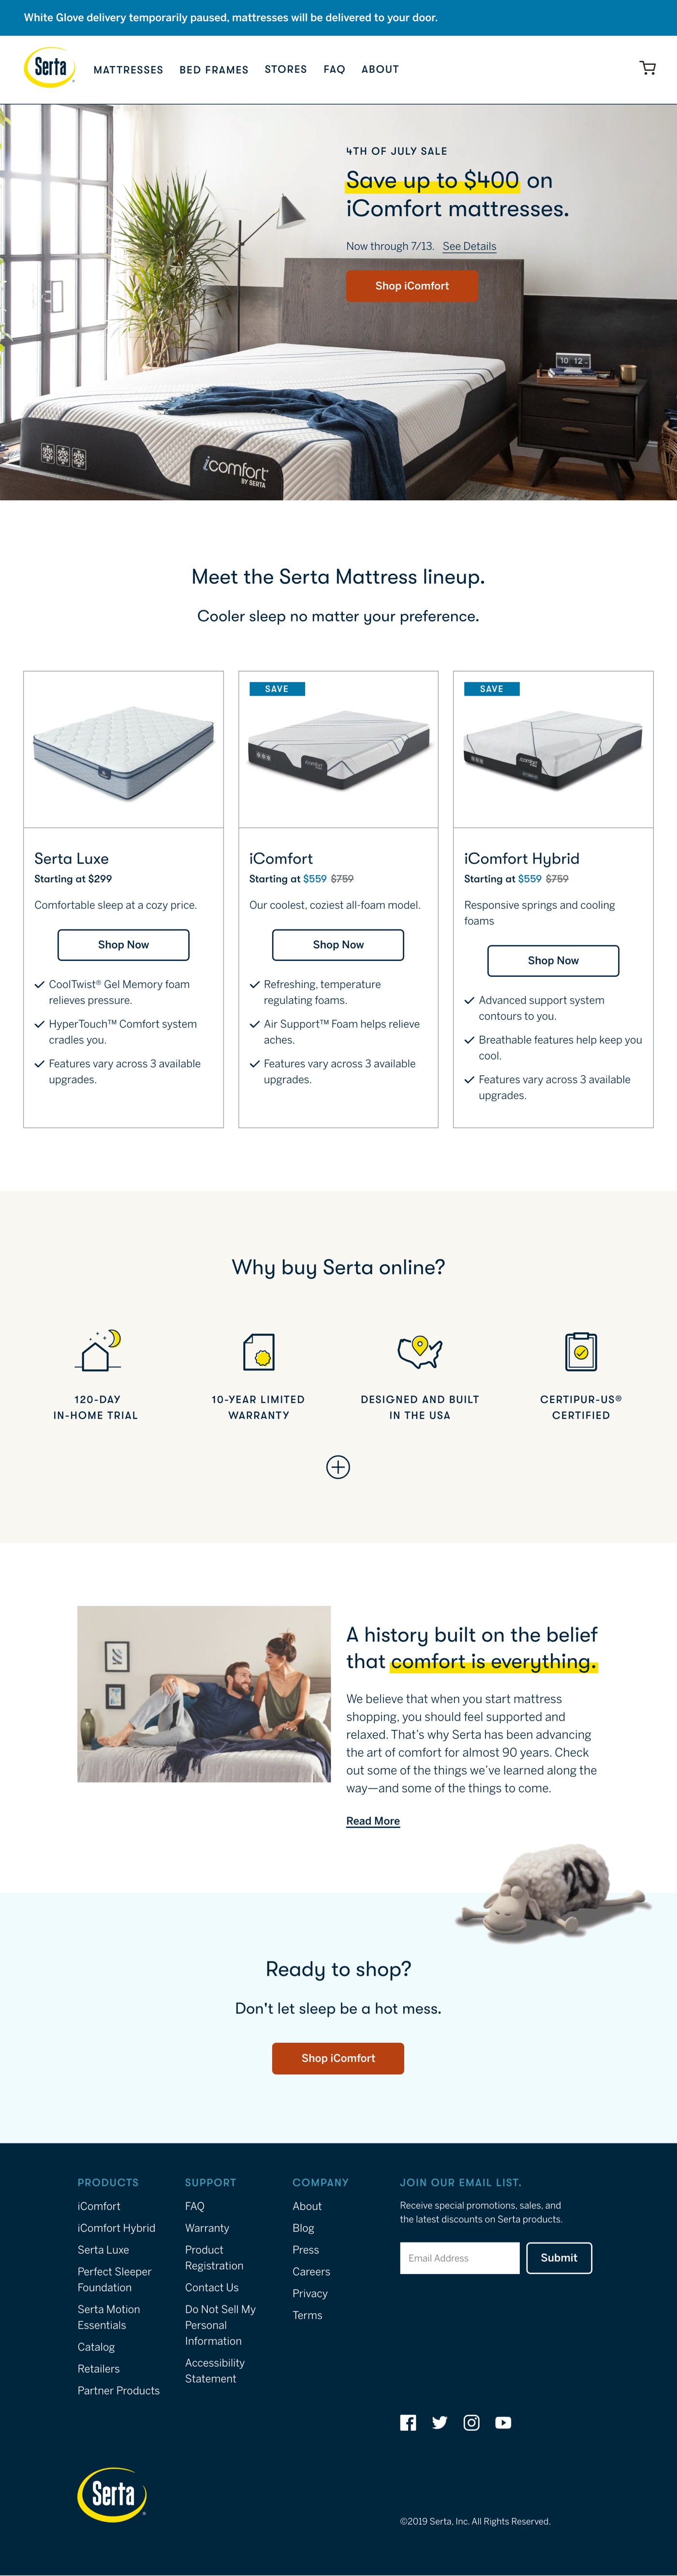 White Glove delivery temporarily paused, mattresses will be delivered to your door.
Serta
MATTRESSES BED FRAMES STORES FAQ ABOUT
4TH OF JULY SALE
Save up to $400 on
iComfort mattresses.
Now through 7/13. See Details
Shop iComfort
10 12
icomfort
BY SERTA
Meet the Serta Mattress lineup.
Cooler sleep no matter your preference.
Serta Luxe
Starting at $299
Comfortable sleep at a cozy price.
Shop Now
CoolTwist® Gel Memory foam
relieves pressure.
HyperTouch™ Comfort system
cradles you.
Features vary across 3 available
upgrades.
SAVE
icomfort
iComfort
Starting at $559 $759
Our coolest, coziest all-foam model.
Shop Now
Refreshing, temperature
regulating foams.
Air Support™ Foam helps relieve
aches.
Features vary across 3 available
upgrades.
SAVE
icomfort
iComfort Hybrid
Starting at $559 $759
Responsive springs and cooling
foams
Shop Now
Advanced support system
contours to you.
Breathable features help keep you
cool.
Features vary across 3 available
upgrades.
Why buy Serta online?
120-DAY
IN-HOME TRIAL
10-YEAR LIMITED
WARRANTY
DESIGNED AND BUILT
IN THE USA
CERTIPUR-US®
CERTIFIED
A history built on the belief
that comfort is everything.
We believe that when you start mattress
shopping, you should feel supported and
relaxed. That's why Serta has been advancing
the art of comfort for almost 90 years. Check
out some of the things we've learned along the
way—and some of the things to come.
Read More
Ready to shop?
Don't let sleep be a hot mess.
Shop iComfort
PRODUCTS
iComfort
iComfort Hybrid
Serta Luxe
Perfect Sleeper
Foundation
Serta Motion
Essentials
Catalog
Retailers
Partner Products
SUPPORT
FAQ
Warranty
Product
Registration
Contact Us
Do Not Sell My
Personal
Information
Accessibility
Statement
COMPANY
About
Blog
Press
Careers
Privacy
Terms
JOIN OUR EMAIL LIST.
Receive special promotions, sales, and
the latest discounts on Serta products.
Email Address
Submit
Serta
©2019 Serta, Inc. All Rights Reserved.